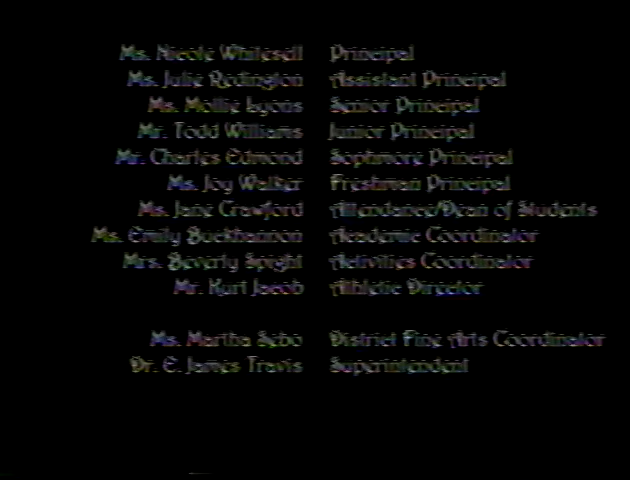 Ms. Nicole Whitesell Principal
Ms. Julie Redington Assistant Principal
Ms. Mollie Lyons Senior Principal
Mr. Todd Williams Junior Principal
Mr. Charles Edmond Sophmore Principal
Ms. Joy Walker Freshman Principal
Ms. Jane Crawford Attendance/Dean of Students
Ms. Emily Buckhannon Academic Coordinator
Mrs. Beverly Spight Activities Coordinator
Mr. Kurt Jacob Athletic Director
Ms. Martha Sebo District Fine Arts Coordinator
Dr. E. James Travis Superintendent